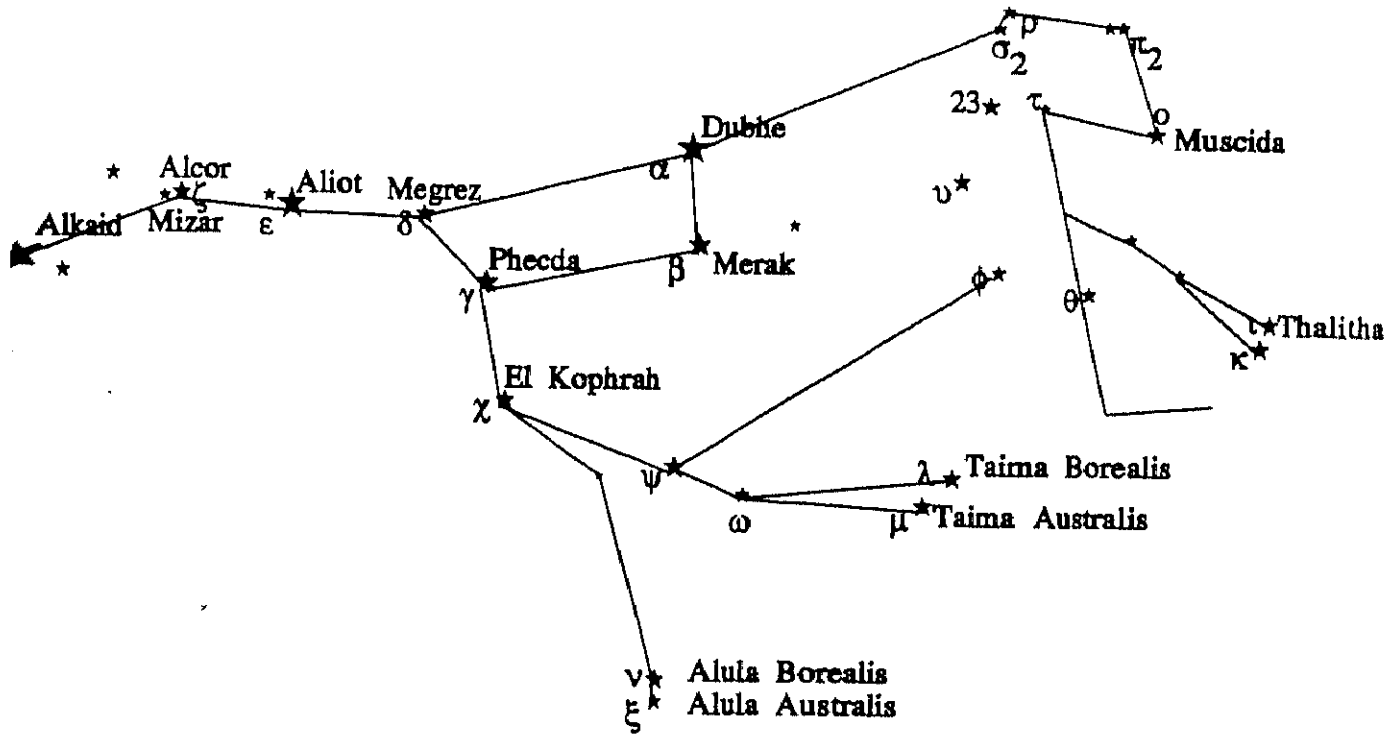 ρ
σ2
π2
23
τ
ο
Muscida
Dubhe
α
Alcor
ζ
Aliot
Megrez
υ
Alkaid
Mizar
ε
δ
Phecda
β
Merak
γ
φ
θ
ι
Thalitha
κ
El Kophrah
χ
ψ
λ
Taima Borealis
ω
μ
Taima Australis
ν
Alula Borealis
ξ
Alula Australis